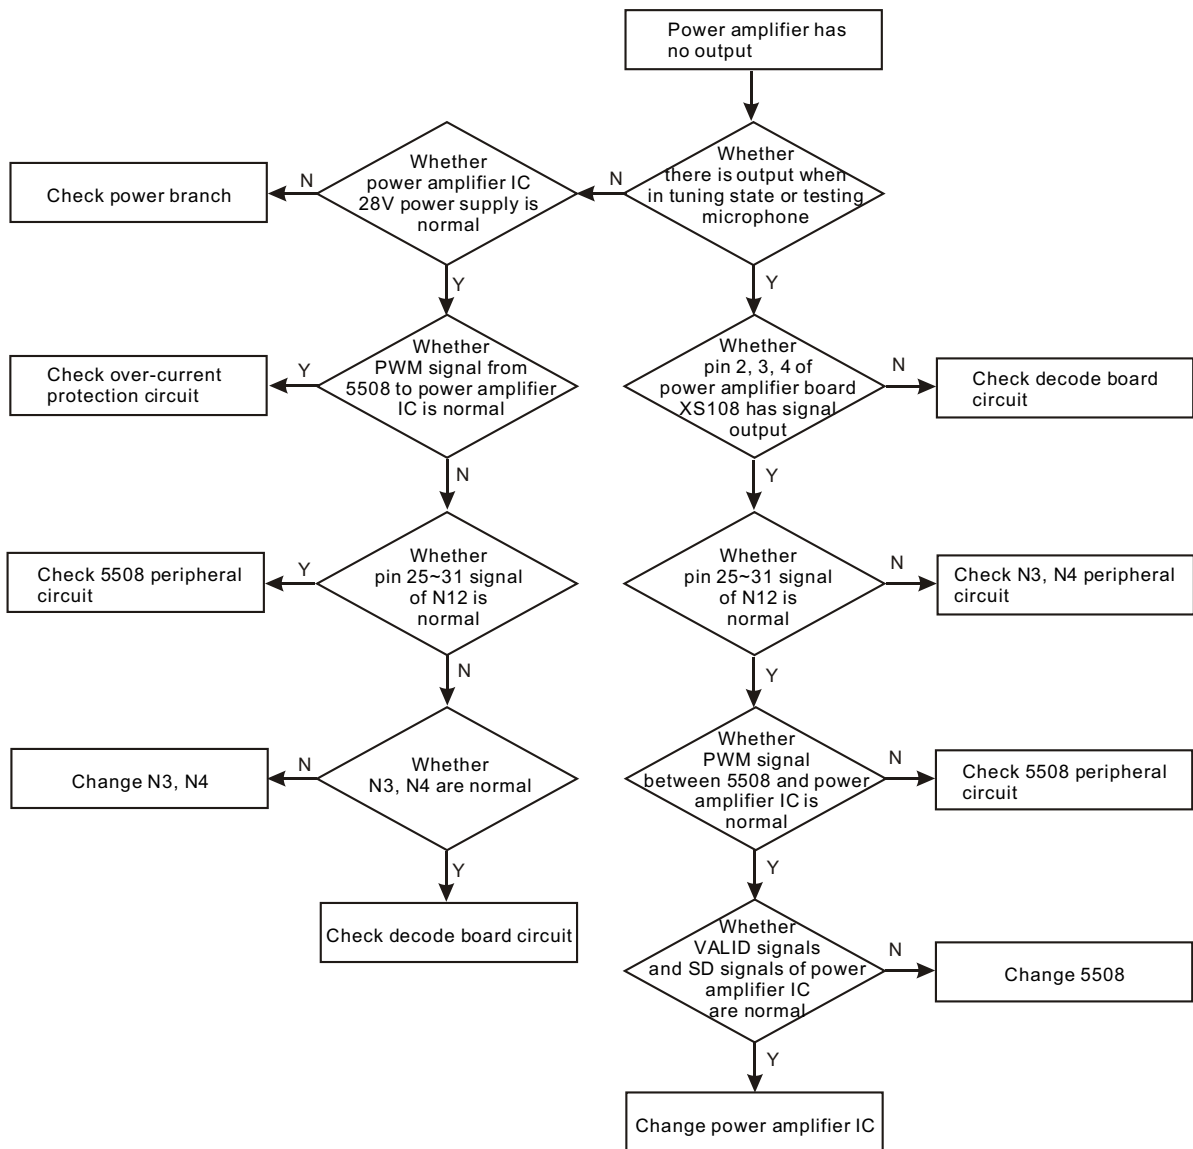 Power amplifier has
no output
Whether
there is output when
in tuning state or testing
microphone
N
Whether
power amplifier IC
28V power supply is
normal
N
Check power branch
Y
Y
Whether
PWM signal from
5508 to power amplifier
IC is normal
Y
Check over-current
protection circuit
Whether
pin 2, 3, 4 of
power amplifier board
XS108 has signal
output
N
Check decode board
circuit
N
Y
Whether
pin 25~31 signal
of N12 is
normal
Y
Check 5508 peripheral
circuit
Whether
pin 25~31 signal
of N12 is
normal
N
Check N3, N4 peripheral
circuit
N
Y
Whether
N3, N4 are normal
N
Change N3, N4
Whether
PWM signal
between 5508 and power
amplifier IC is
normal
N
Check 5508 peripheral
circuit
Y
Y
Check decode board circuit
Whether
VALID signals
and SD signals of power
amplifier IC
are normal
N
Change 5508
Y
Change power amplifier IC